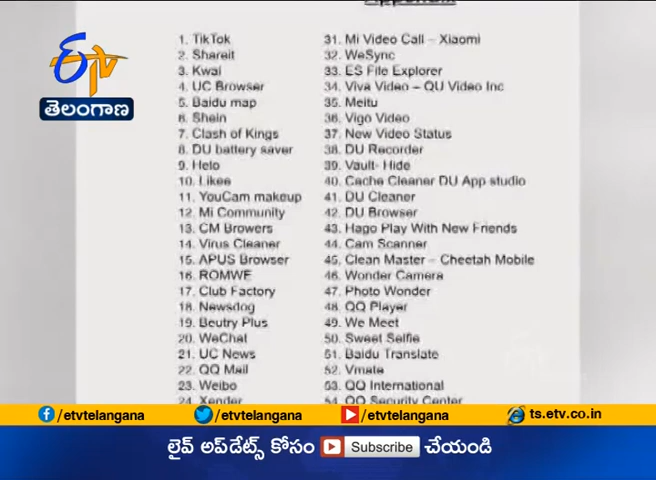 Appendix
ETV
తెలంగాణ
1. TikTok
2. Shareit
3. Kwai
4. UC Browser
5. Baidu map
6. Shein
7. Clash of Kings
8. DU battery saver
9. Helo
10. Likee
11. YouCam makeup
12. Mi Community
13. CM Browers
14. Virus Cleaner
15. APUS Browser
16. ROMWE
17. Club Factory
18. Newsdog
19. Beutry Plus
20. WeChat
21. UC News
22. QQ Mail
23. Weibo
24. Xender
31. Mi Video Call – Xiaomi
32. WeSync
33. ES File Explorer
34. Viva Video – QU Video Inc
35. Meitu
36. Vigo Video
37. New Video Status
38. DU Recorder
39. Vault- Hide
40. Cache Cleaner DU App studio
41. DU Cleaner
42. DU Browser
43. Hago Play With New Friends
44. Cam Scanner
45. Clean Master – Cheetah Mobile
46. Wonder Camera
47. Photo Wonder
48. QQ Player
49. We Meet
50. Sweet Selfie
51. Baidu Translate
52. Vmate
53. QQ International
54. QQ Security Center
/etvtelangana /etvtelangana /etvtelangana ts.etv.co.in
లైవ్ అప్‌డేట్స్ కోసం Subscribe చేయండి